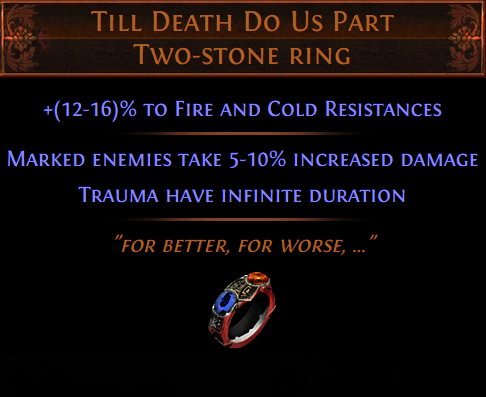 Till Death Do Us Part
Two-stone ring
+(12-16)% to Fire and Cold Resistances
Marked enemies take 5-10% increased damage
Trauma have infinite duration
"for better, for worse, ..."